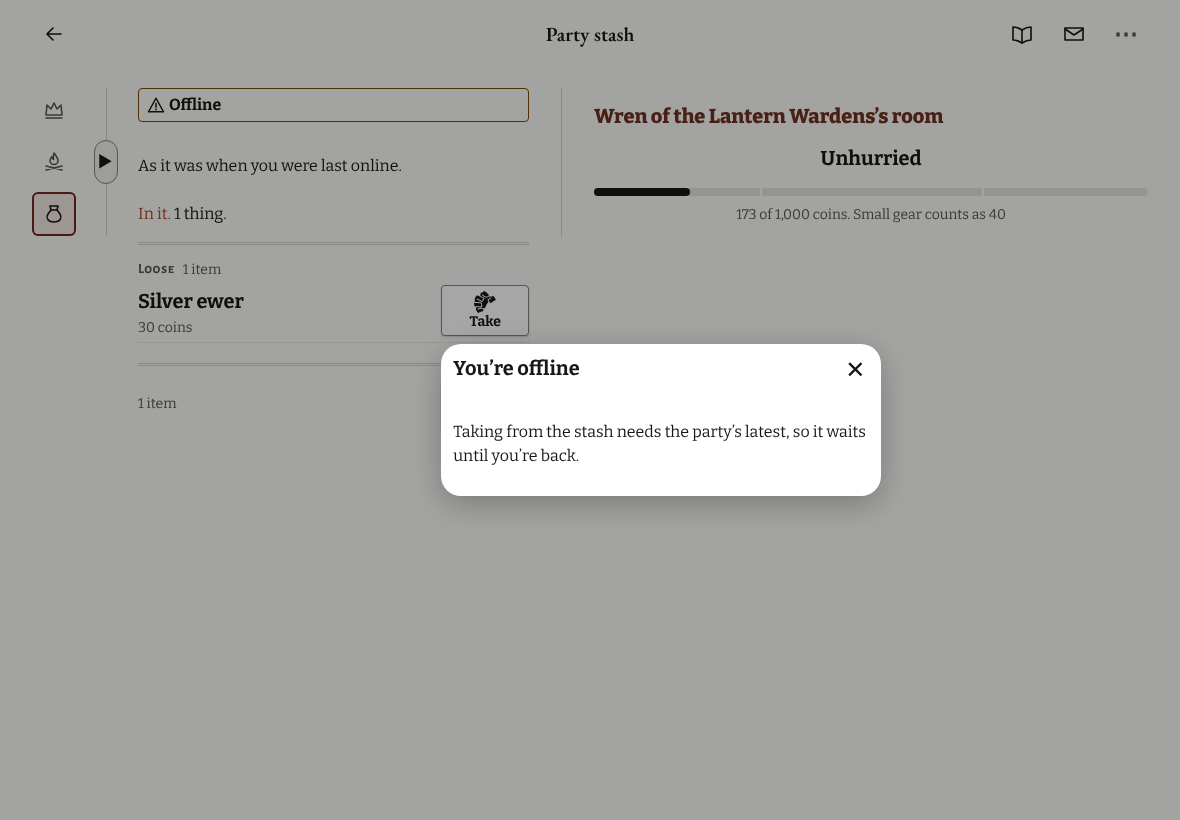 Party stash
Offline
As it was when you were last online.
In it. 1 thing.
Loose 1 item
Silver ewer
30 coins
Take
1 item
Wren of the Lantern Wardens’s room
Unhurried
173 of 1,000 coins. Small gear counts as 40
You’re offline
Taking from the stash needs the party’s latest, so it waits
until you’re back.